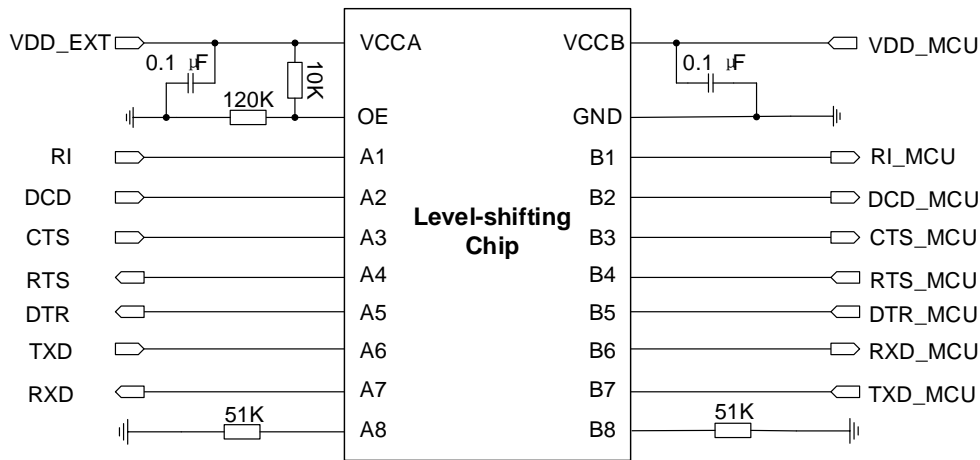 VDD_EXT VCCA VCCB VDD_MCU
0.1 μF 10K 0.1 μF
120K
OE GND
RI A1 B1 RI_MCU
DCD A2 B2 DCD_MCU
Level-shifting
Chip
CTS A3 B3 CTS_MCU
RTS A4 B4 RTS_MCU
DTR A5 B5 DTR_MCU
TXD A6 B6 RXD_MCU
RXD A7 B7 TXD_MCU
51K 51K
A8 B8